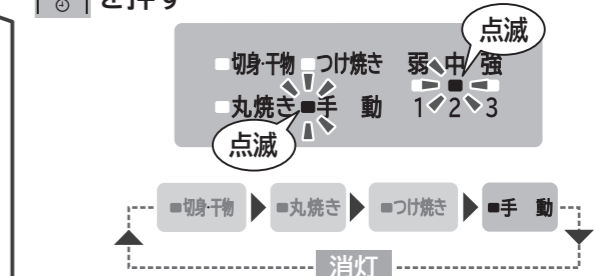 を押す
点滅
切身・干物 つけ焼き 弱 中 強
丸焼き 手 動 1 2 3
点滅
切身・干物 丸焼き つけ焼き 手 動
消灯